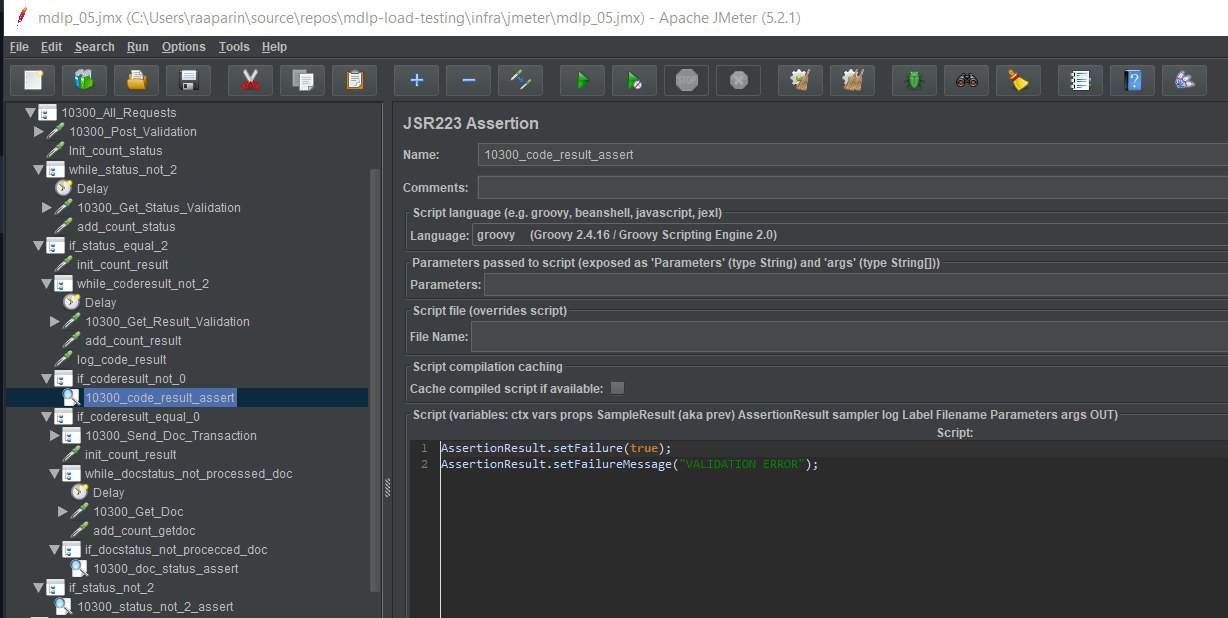 mdlp_05.jmx (C:\Users\raaparin\source\repos\mdlp-load-testing\infra\jmeter\mdlp_05.jmx) - Apache JMeter (5.2.1)
File Edit Search Run Options Tools Help
STOP
10300_All_Requests
10300_Post_Validation
Init_count_status
while_status_not_2
Delay
10300_Get_Status_Validation
add_count_status
if_status_equal_2
init_count_result
while_coderesult_not_2
Delay
10300_Get_Result_Validation
add_count_result
log_code_result
if_coderesult_not_0
10300_code_result_assert
if_coderesult_equal_0
10300_Send_Doc_Transaction
init_count_result
while_docstatus_not_processed_doc
Delay
10300_Get_Doc
add_count_getdoc
if_docstatus_not_procecced_doc
10300_doc_status_assert
if_status_not_2
10300_status_not_2_assert
JSR223 Assertion
Name: 10300_code_result_assert
Comments:
Script language (e.g. groovy, beanshell, javascript, jexl)
Language: groovy (Groovy 2.4.16 / Groovy Scripting Engine 2.0)
Parameters passed to script (exposed as 'Parameters' (type String) and 'args' (type String[]))
Parameters:
Script file (overrides script)
File Name:
Script compilation caching
Cache compiled script if available:
Script (variables: ctx vars props SampleResult (aka prev) AssertionResult sampler log Label Filename Parameters args OUT)
Script:
1 AssertionResult.setFailure(true);
2 AssertionResult.setFailureMessage("VALIDATION ERROR");